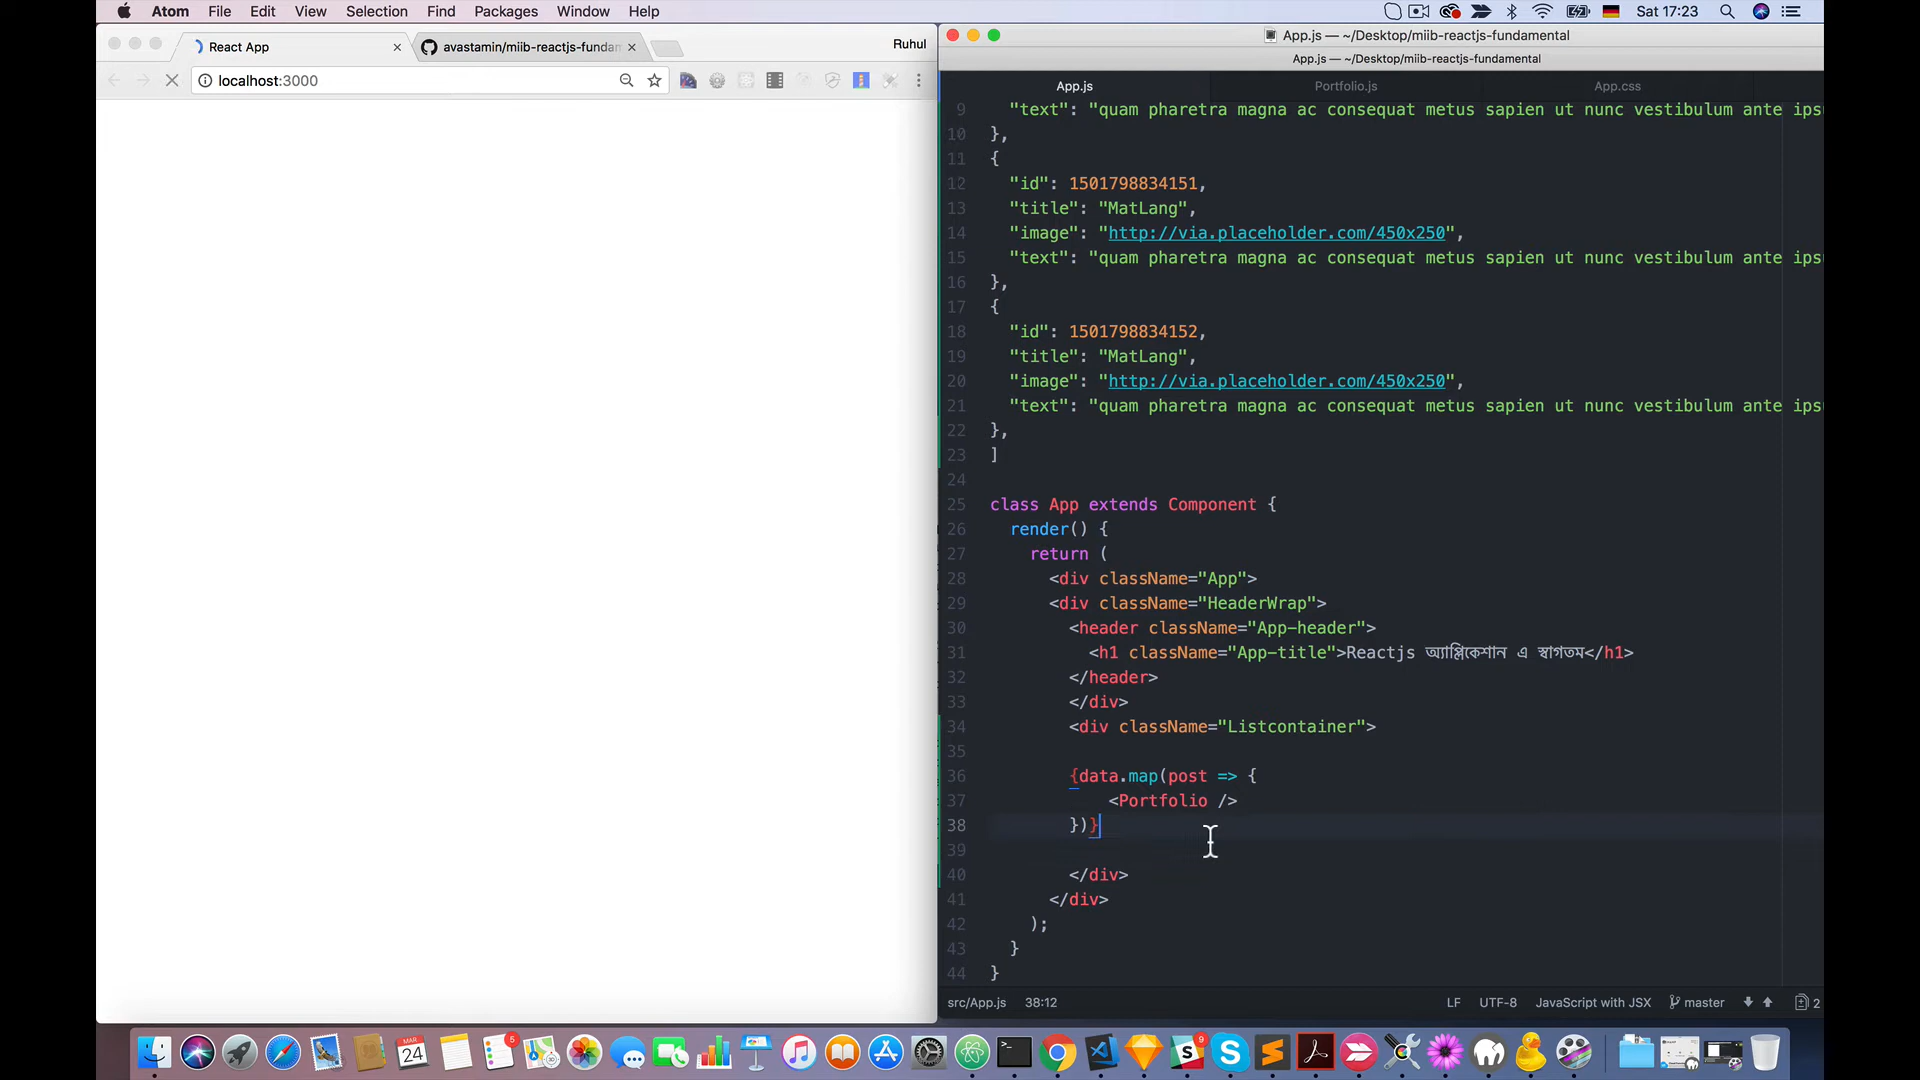 Atom File Edit View Selection Find Packages Window Help Sat 17:23
React App avastamin/miib-reactjs-fundam Ruhul
localhost:3000
App.js — ~/Desktop/miib-reactjs-fundamental
App.js — ~/Desktop/miib-reactjs-fundamental
App.js Portfolio.js App.css
9 "text": "quam pharetra magna ac consequat metus sapien ut nunc vestibulum ante ips
10 },
11 {
12 "id": 1501798834151,
13 "title": "MatLang",
14 "image": "http://via.placeholder.com/450x250",
15 "text": "quam pharetra magna ac consequat metus sapien ut nunc vestibulum ante ips
16 },
17 {
18 "id": 1501798834152,
19 "title": "MatLang",
20 "image": "http://via.placeholder.com/450x250",
21 "text": "quam pharetra magna ac consequat metus sapien ut nunc vestibulum ante ips
22 },
23 ]
24
25 class App extends Component {
26 render() {
27 return (
28 <div className="App">
29 <div className="HeaderWrap">
30 <header className="App-header">
31 <h1 className="App-title">Reactjs অ্যাপ্লিকেশান এ স্বাগতম</h1>
32 </header>
33 </div>
34 <div className="Listcontainer">
35
36 {data.map(post => {
37 <Portfolio />
38 })}
39
40 </div>
41 </div>
42 );
43 }
44 }
src/App.js 38:12 LF UTF-8 JavaScript with JSX master 2
MAR 24 5 9